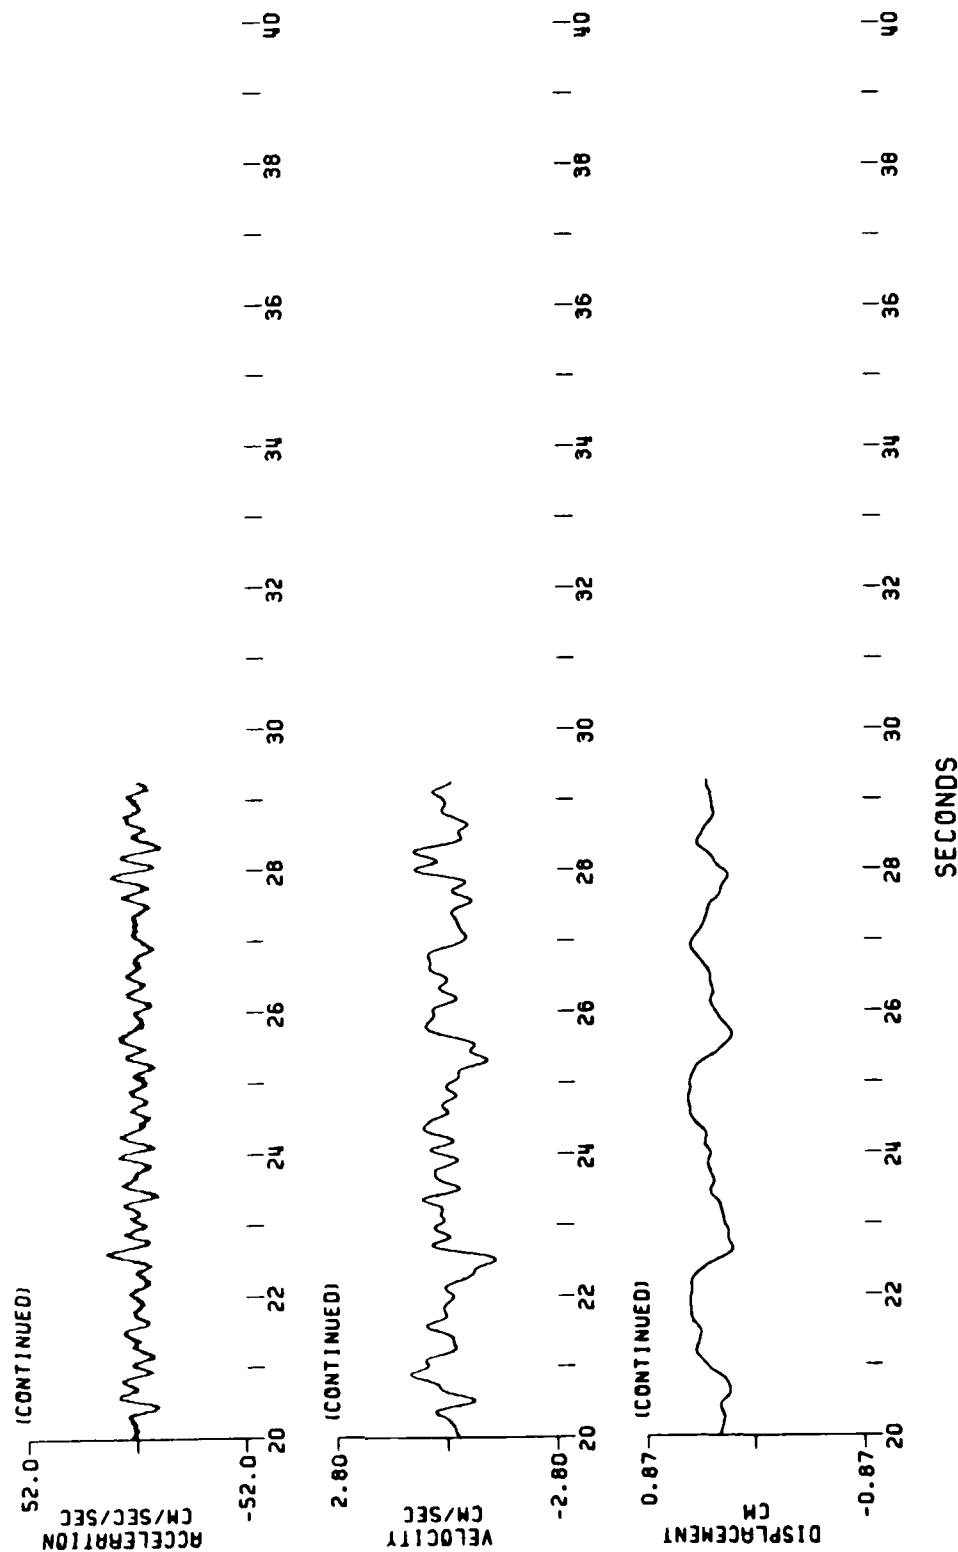 (CONTINUED)
ACCELERATION
CM/SEC/SEC
52.0
-52.0
20 22 24 26 28 30 32 34 36 38 40
(CONTINUED)
VELOCITY
CM/SEC
2.80
-2.80
20 22 24 26 28 30 32 34 36 38 40
(CONTINUED)
DISPLACEMENT
CM
0.87
-0.87
20 22 24 26 28 30 32 34 36 38 40
SECONDS